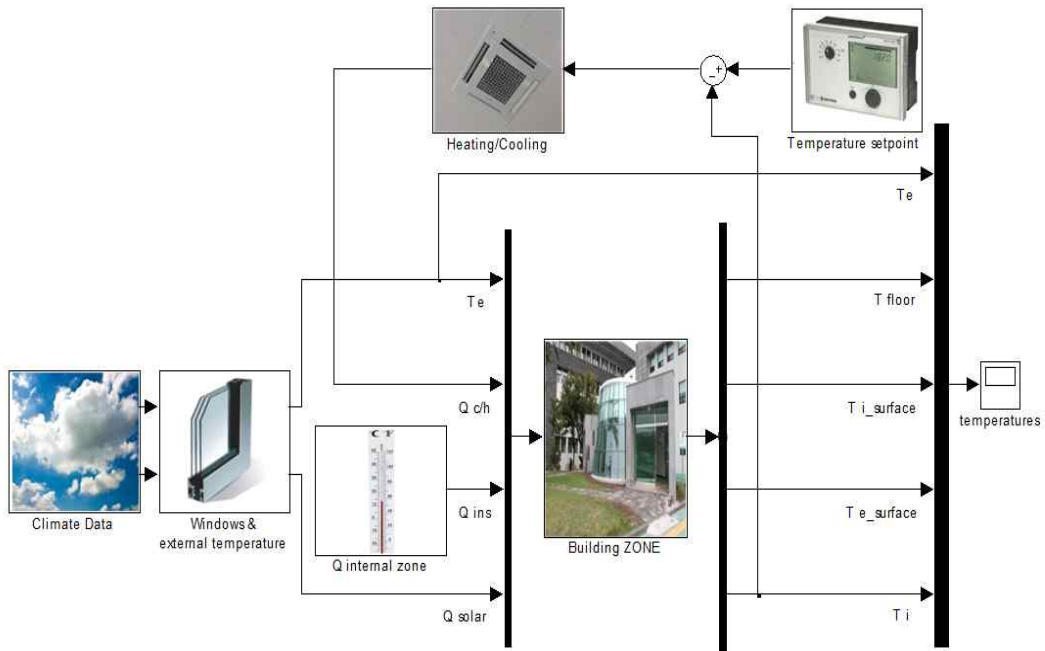 Heating/Cooling
Temperature setpoint
Te
Te
T floor
Q c/h
T i_surface
temperatures
C F
Climate Data
Windows &
external temperature
Q ins
T e_surface
Building ZONE
Q internal zone
Q solar
T i